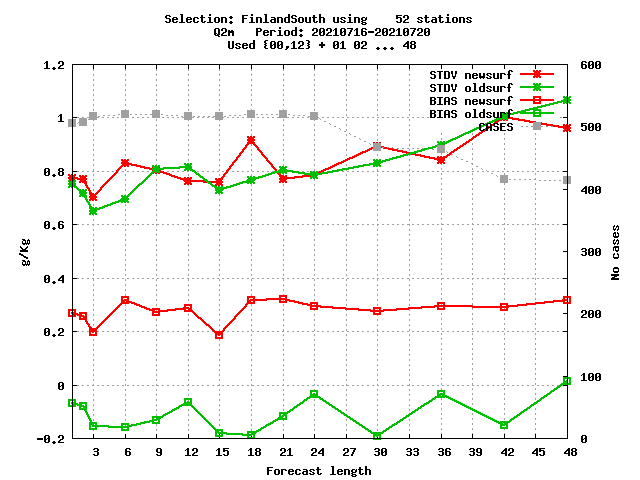 Selection: FinlandSouth using 52 stations
Q2m Period: 20210716-20210720
Used {00,12} + 01 02 ... 48
STDV newsurf
STDV oldsurf
BIAS newsurf
BIAS oldsurf
CASES
1.2
1
0.8
0.6
0.4
0.2
0
-0.2
g/Kg
600
500
400
300
200
100
0
No cases
3 6 9 12 15 18 21 24 27 30 33 36 39 42 45 48
Forecast length